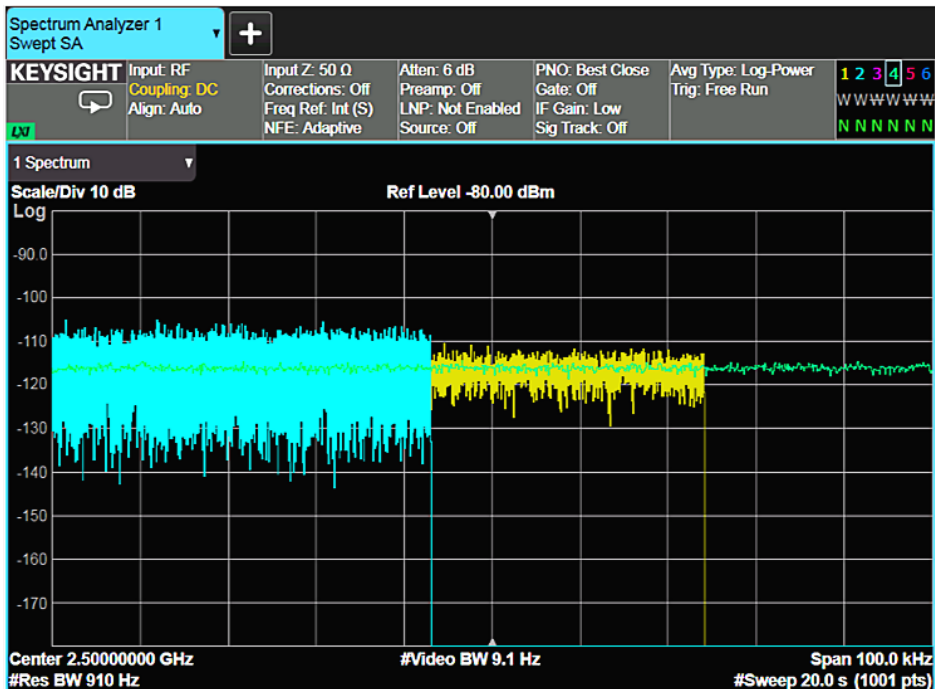 Spectrum Analyzer 1
Swept SA
+
KEYSIGHT Input: RF Input Z: 50 Ω Atten: 6 dB PNO: Best Close Avg Type: Log-Power 1 2 3 4 5 6
Coupling: DC Corrections: Off Preamp: Off Gate: Off Trig: Free Run
Align: Auto Freq Ref: Int (S) LNP: Not Enabled IF Gain: Low W W W W W W
LXI NFE: Adaptive Source: Off Sig Track: Off N N N N N N
1 Spectrum
Scale/Div 10 dB Ref Level -80.00 dBm
Log
-90.0
-100
-110
-120
-130
-140
-150
-160
-170
Center 2.50000000 GHz #Video BW 9.1 Hz Span 100.0 kHz
#Res BW 910 Hz #Sweep 20.0 s (1001 pts)